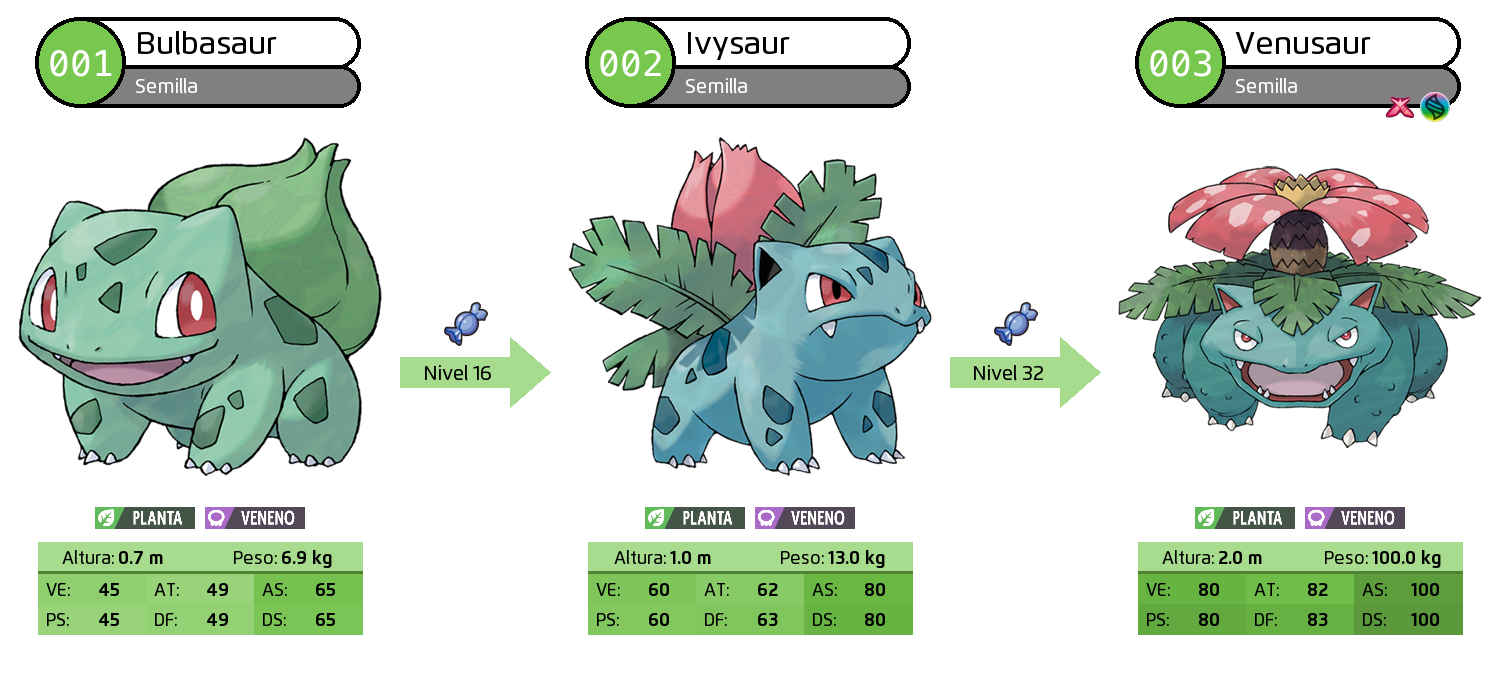 001 Bulbasaur
Semilla
PLANTA VENENO
Altura: 0.7 m Peso: 6.9 kg
VE: 45 AT: 49 AS: 65
PS: 45 DF: 49 DS: 65
Nivel 16
002 Ivysaur
Semilla
PLANTA VENENO
Altura: 1.0 m Peso: 13.0 kg
VE: 60 AT: 62 AS: 80
PS: 60 DF: 63 DS: 80
Nivel 32
003 Venusaur
Semilla
PLANTA VENENO
Altura: 2.0 m Peso: 100.0 kg
VE: 80 AT: 82 AS: 100
PS: 80 DF: 83 DS: 100